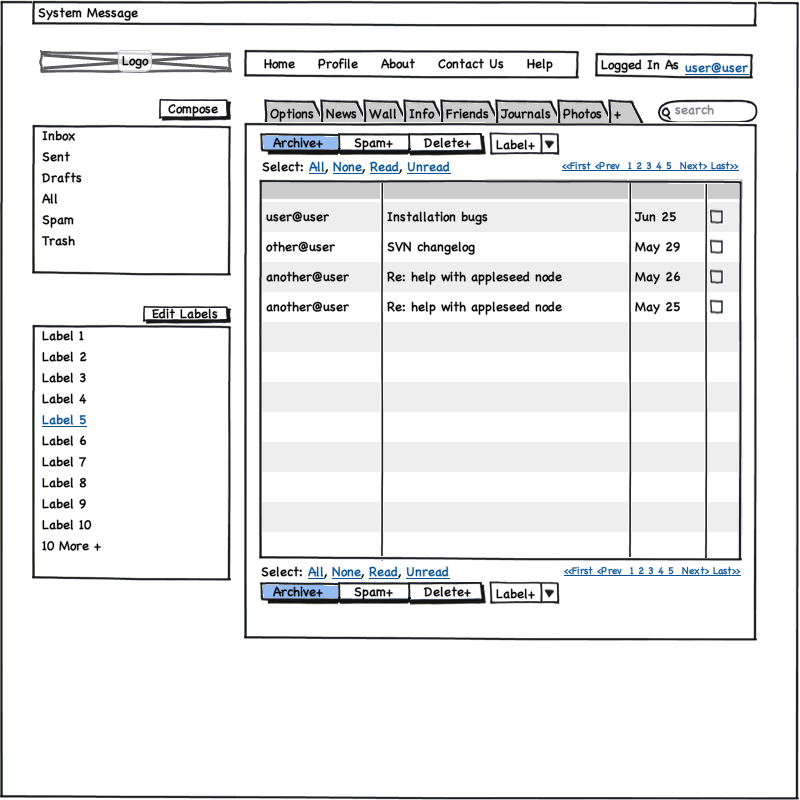 System Message
Logo
Home Profile About Contact Us Help
Logged In As user@user
Compose
Inbox
Sent
Drafts
All
Spam
Trash
Edit Labels
Label 1
Label 2
Label 3
Label 4
Label 5
Label 6
Label 7
Label 8
Label 9
Label 10
10 More +
Options News Wall Info Friends Journals Photos +
search
Archive+ Spam+ Delete+ Label+
Select: All, None, Read, Unread
<<First <Prev 1 2 3 4 5 Next> Last>>
user@user Installation bugs Jun 25
other@user SVN changelog May 29
another@user Re: help with appleseed node May 26
another@user Re: help with appleseed node May 25
Select: All, None, Read, Unread
<<First <Prev 1 2 3 4 5 Next> Last>>
Archive+ Spam+ Delete+ Label+